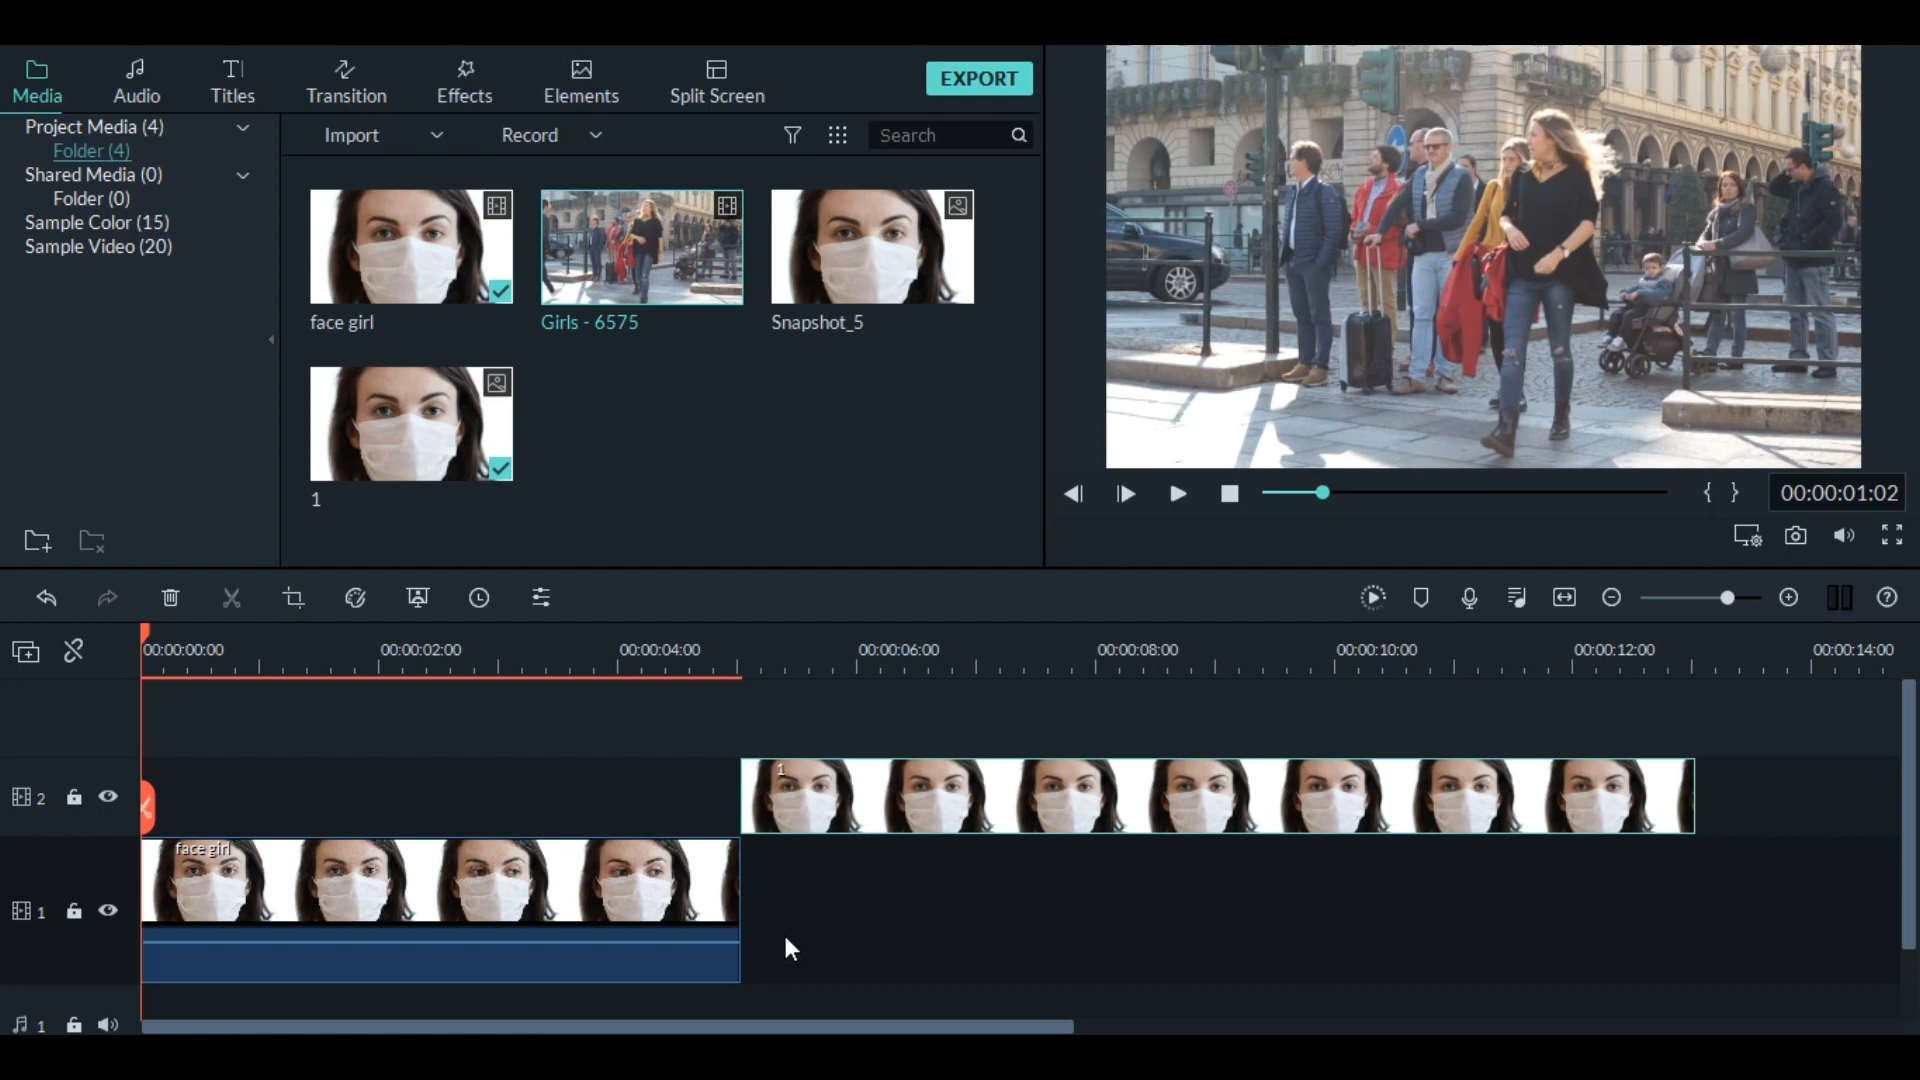 Media
Audio
Titles
Transition
Effects
Elements
Split Screen
EXPORT
Project Media (4)
Folder (4)
Shared Media (0)
Folder (0)
Sample Color (15)
Sample Video (20)
Import
Record
Search
face girl
Girls - 6575
Snapshot_5
1
{ }
00:00:01:02
00:00:00:00
00:00:02:00
00:00:04:00
00:00:06:00
00:00:08:00
00:00:10:00
00:00:12:00
00:00:14:00
2
1
1
face girl
1